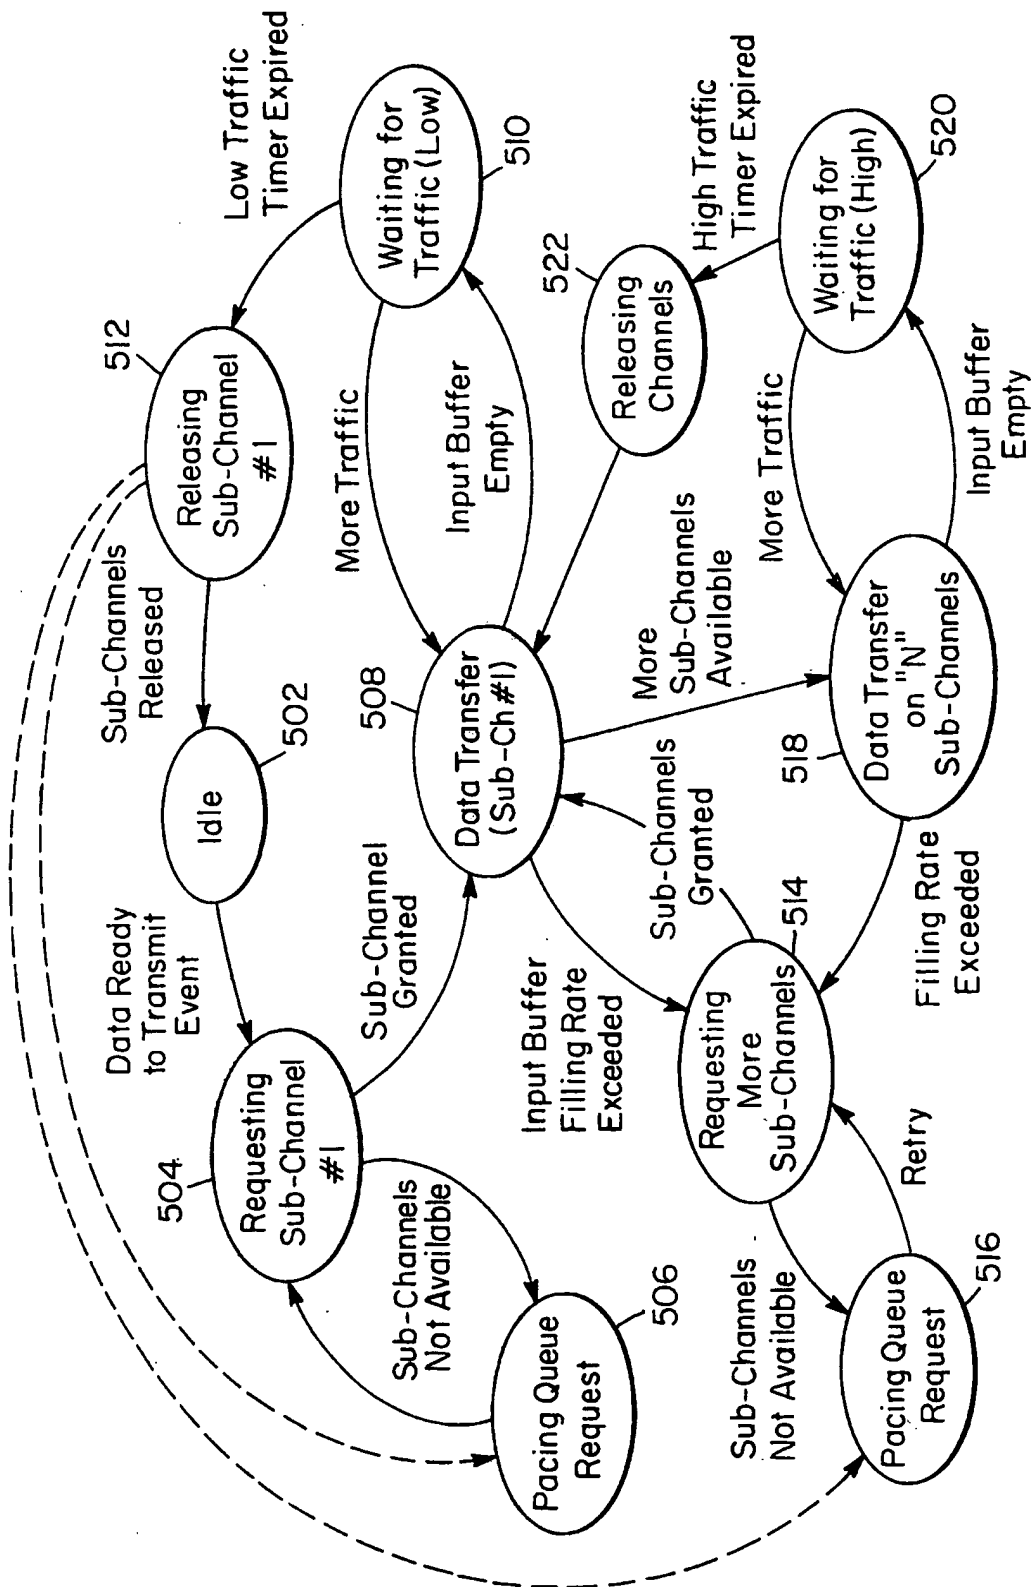 Data Ready
to Transmit
Event
Sub-Channels
Released
Low Traffic
Timer Expired
504
Requesting
Sub-Channel
#1
Idle
502
Releasing
Sub-Channel
#1
512
Sub-Channel
Granted
More Traffic
Waiting for
Traffic (Low)
510
Sub-Channels
Not Available
508
Data Transfer
(Sub-Ch#1)
Input Buffer
Empty
Pacing Queue
Request
506
Input Buffer
Filling Rate
Exceeded
Sub-Channels
Granted
More
Sub-Channels
Available
522
Releasing
Channels
High Traffic
Timer Expired
Requesting
More
Sub-Channels
514
Sub-Channels
Not Available
Retry
518
Data Transfer
on "N"
Sub-Channels
More Traffic
Waiting for
Traffic (High)
520
Pacing Queue
Request
516
Filling Rate
Exceeded
Input Buffer
Empty